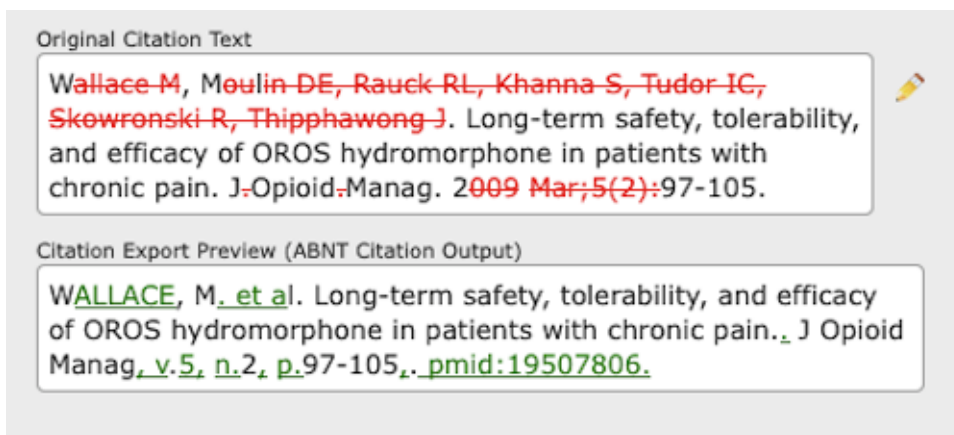 Original Citation Text
Wallace M, Moulin DE, Rauck RL, Khanna S, Tudor IC,
Skowronski R, Thipphawong J. Long-term safety, tolerability,
and efficacy of OROS hydromorphone in patients with
chronic pain. J.Opioid.Manag. 2009 Mar;5(2):97-105.
Citation Export Preview (ABNT Citation Output)
WALLACE, M. et al. Long-term safety, tolerability, and efficacy
of OROS hydromorphone in patients with chronic pain.. J Opioid
Manag, v.5, n.2, p.97-105,. pmid:19507806.